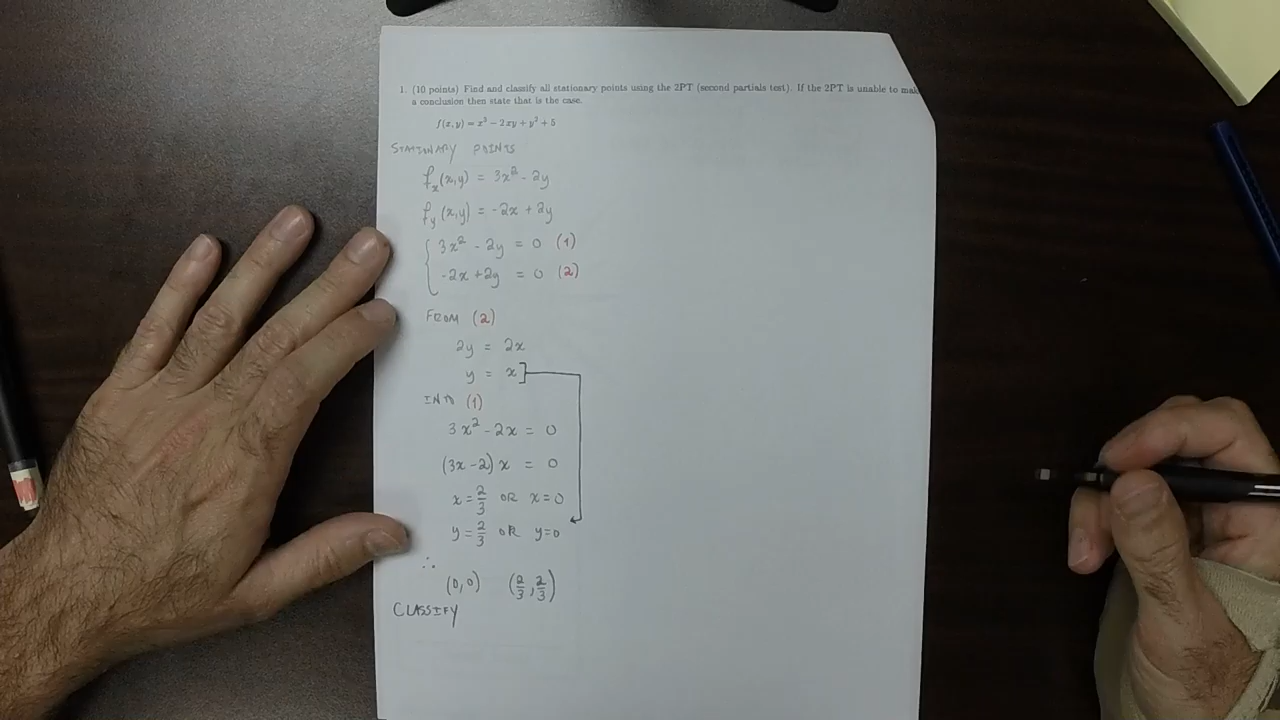 1. (10 points) Find and classify all stationary points using the 2PT (second partials test). If the 2PT is unable to mak
a conclusion then state that is the case.
f(x, y) = x³ − 2xy + y² + 5
STATIONARY POINTS
fₓ(x,y) = 3x² - 2y
f_y(x,y) = -2x + 2y
{ 3x² - 2y = 0 (1)
-2x + 2y = 0 (2)
FROM (2)
2y = 2x
y = x]
INTO (1)
3x² - 2x = 0
(3x-2)x = 0
x = 2/3 OR x=0
y = 2/3 OR y=0
∴
(0,0) (2/3, 2/3)
CLASSIFY